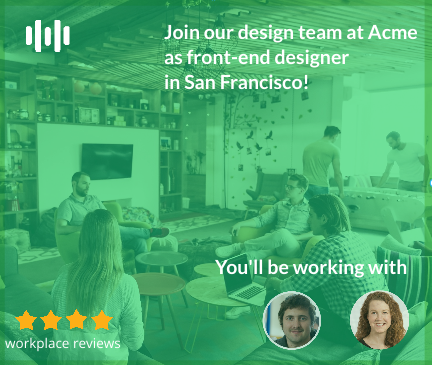 Join our design team at Acme
as front-end designer
in San Francisco!
You'll be working with
workplace reviews